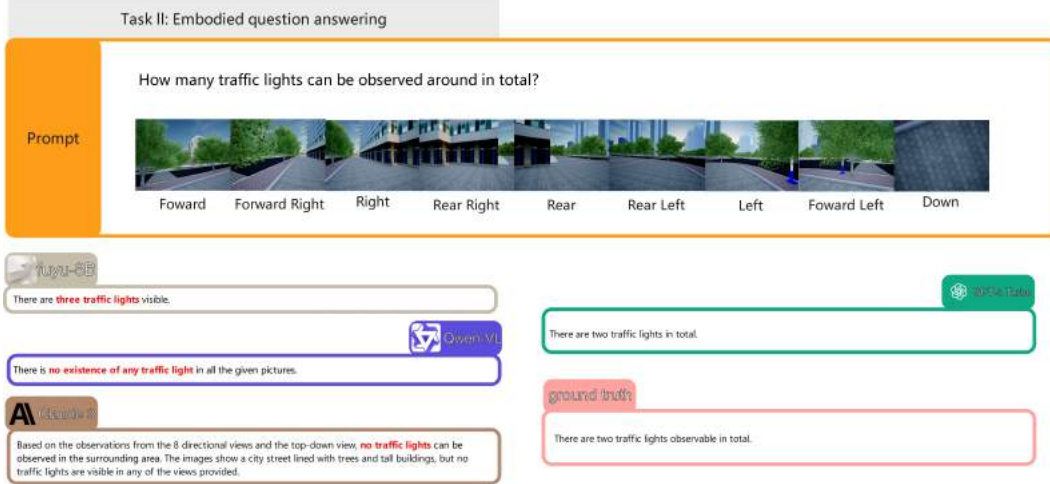 Task II: Embodied question answering
Prompt
How many traffic lights can be observed around in total?
Foward
Forward Right
Right
Rear Right
Rear
Rear Left
Left
Foward Left
Down
fuyu-8B
There are three traffic lights visible.
Qwen-VL
There is no existence of any traffic light in all the given pictures.
Claude 3
Based on the observations from the 8 directional views and the top-down view, no traffic lights can be
observed in the surrounding area. The images show a city street lined with trees and tall buildings, but no
traffic lights are visible in any of the views provided.
There are two traffic lights in total.
ground truth
There are two traffic lights observable in total.